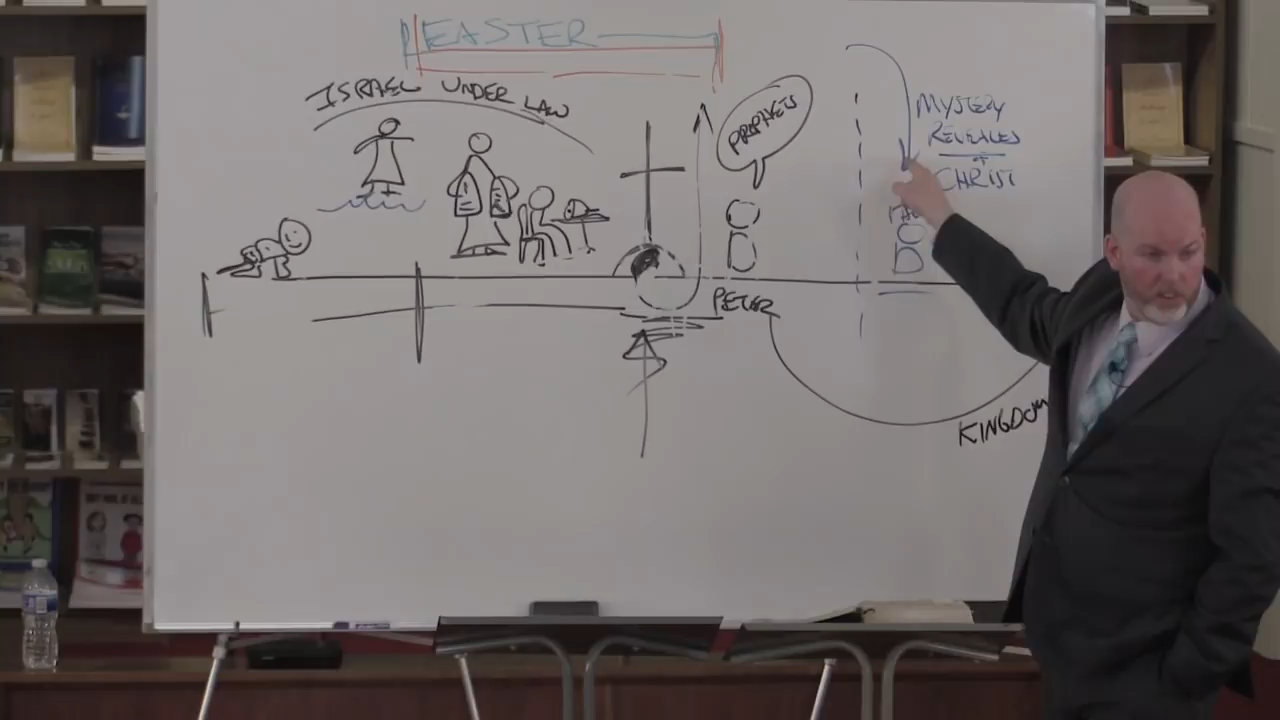 EASTER
ISRAEL UNDER LAW
PROPHETS
MYSTERY
REVEALED
of
CHRIST
PETER
KINGDOM